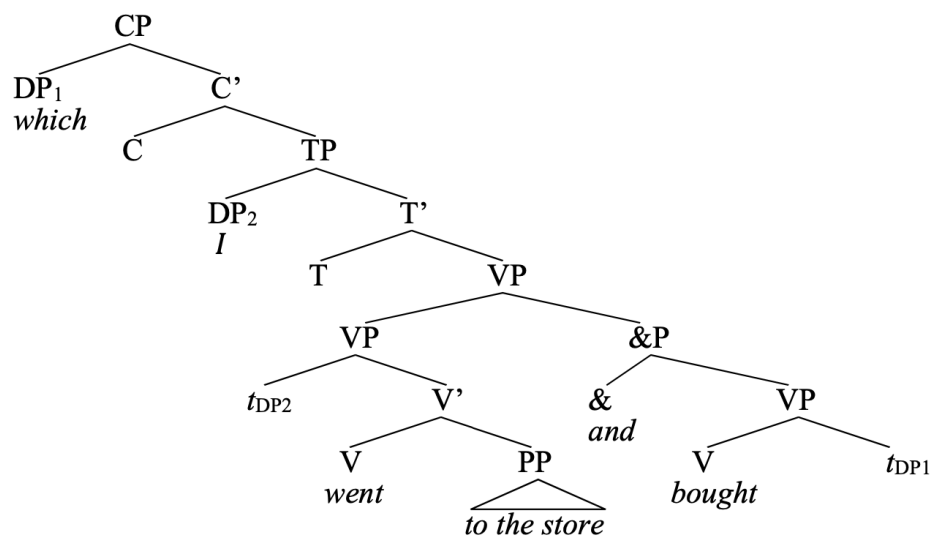 CP
DP1 C’
which
C TP
DP2 T’
I
T VP
VP &P
tDP2 V’ & VP
and
V PP V tDP1
went bought
to the store